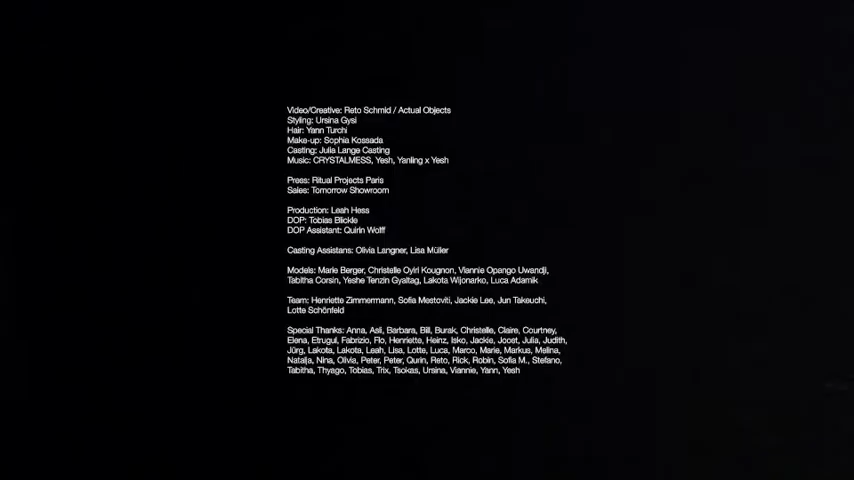 Video/Creative: Reto Schmid / Actual Objects
Styling: Ursina Gysi
Hair: Yann Turchi
Make-up: Sophia Kossada
Casting: Julia Lange Casting
Music: CRYSTALMESS, Yesh, Yanling x Yesh
Press: Ritual Projects Paris
Sales: Tomorrow Showroom
Production: Leah Hess
DOP: Tobias Blickle
DOP Assistant: Quirin Wolff
Casting Assistans: Olivia Langner, Lisa Müller
Models: Marie Berger, Christelle Oyiri Kougnon, Viannie Opango Uwandji,
Tabitha Corsin, Yeshe Tenzin Gyaltag, Lakota Wijonarko, Luca Adamik
Team: Henriette Zimmermann, Sofia Mestoviti, Jackie Lee, Jun Takeuchi,
Lotte Schönfeld
Special Thanks: Anna, Asli, Barbara, Bill, Burak, Christelle, Claire, Courtney,
Elena, Etrugul, Fabrizio, Flo, Henriette, Heinz, Isko, Jackie, Joost, Julia, Judith,
Jürg, Lakota, Lakota, Leah, Lisa, Lotte, Luca, Marco, Marie, Markus, Melina,
Natalja, Nina, Olivia, Peter, Peter, Qurin, Reto, Rick, Robin, Sofia M., Stefano,
Tabitha, Thyago, Tobias, Trix, Tsokas, Ursina, Viannie, Yann, Yesh